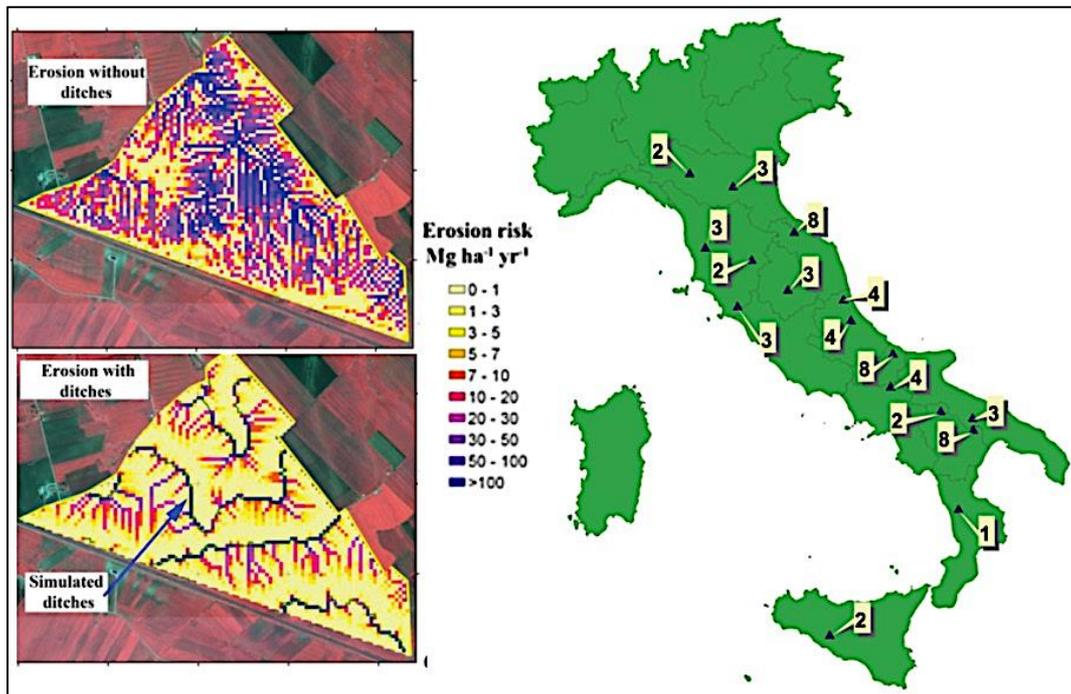 Erosion without
ditches
Erosion risk
Mg ha⁻¹ yr⁻¹
0 - 1
1 - 3
3 - 5
5 - 7
7 - 10
10 - 20
20 - 30
30 - 50
50 - 100
>100
Erosion with
ditches
Simulated
ditches
2
3
8
3
2
3
4
3
4
8
4
2
3
8
1
2